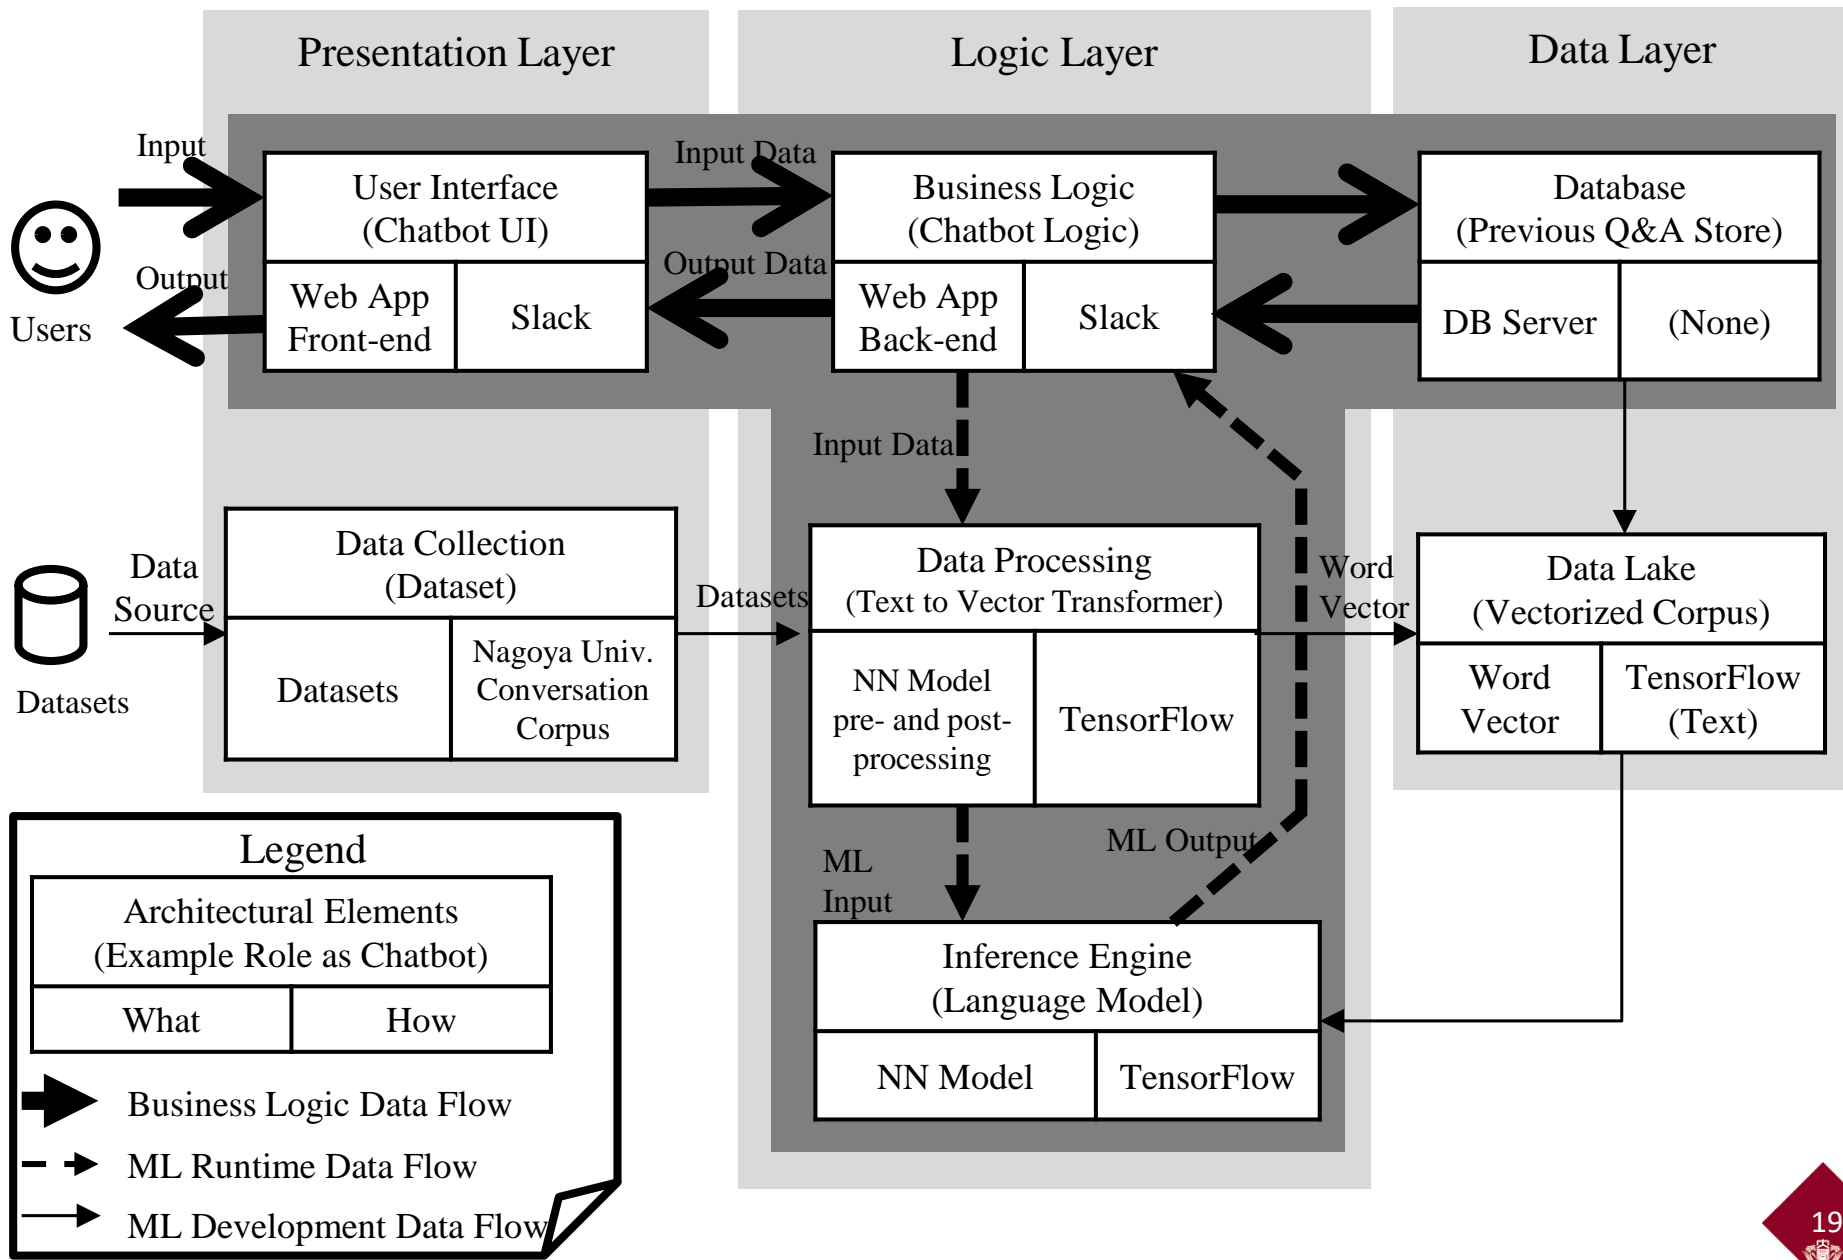 Presentation Layer
Logic Layer
Data Layer
Input
Input Data
User Interface
(Chatbot UI)
Business Logic
(Chatbot Logic)
Database
(Previous Q&A Store)
Output
Output Data
Users
Web App
Front-end
Slack
Web App
Back-end
Slack
DB Server
(None)
Input Data
Data
Source
Data Collection
(Dataset)
Datasets
Data Processing
(Text to Vector Transformer)
Word
Vector
Data Lake
(Vectorized Corpus)
Datasets
Datasets
Nagoya Univ.
Conversation
Corpus
NN Model
pre- and post-
processing
TensorFlow
Word
Vector
TensorFlow
(Text)
ML Output
ML
Input
Inference Engine
(Language Model)
NN Model
TensorFlow
Legend
Architectural Elements
(Example Role as Chatbot)
What
How
Business Logic Data Flow
ML Runtime Data Flow
ML Development Data Flow
19